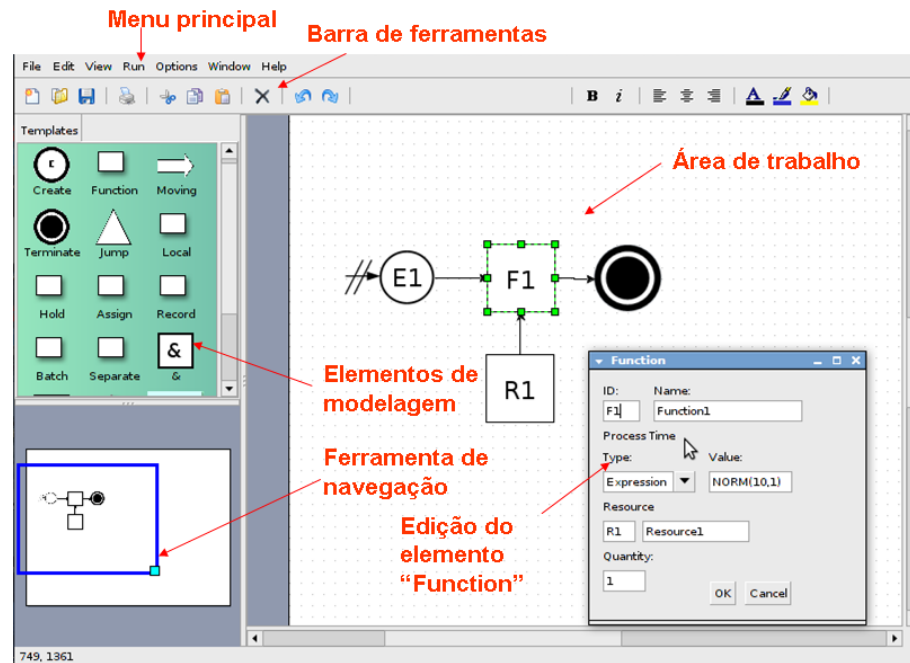 Menu principal
Barra de ferramentas
File Edit View Run Options Window Help
B i A
Templates
E
Create Function Moving
Terminate Jump Local
Hold Assign Record
&
Batch Separate &
Área de trabalho
E1
F1
R1
Elementos de
modelagem
Ferramenta de
navegação
Edição do
elemento
“Function”
Function
ID: Name:
F1 Function1
Process Time
Type: Value:
Expression NORM(10,1)
Resource
R1 Resource1
Quantity:
1
OK Cancel
749, 1361